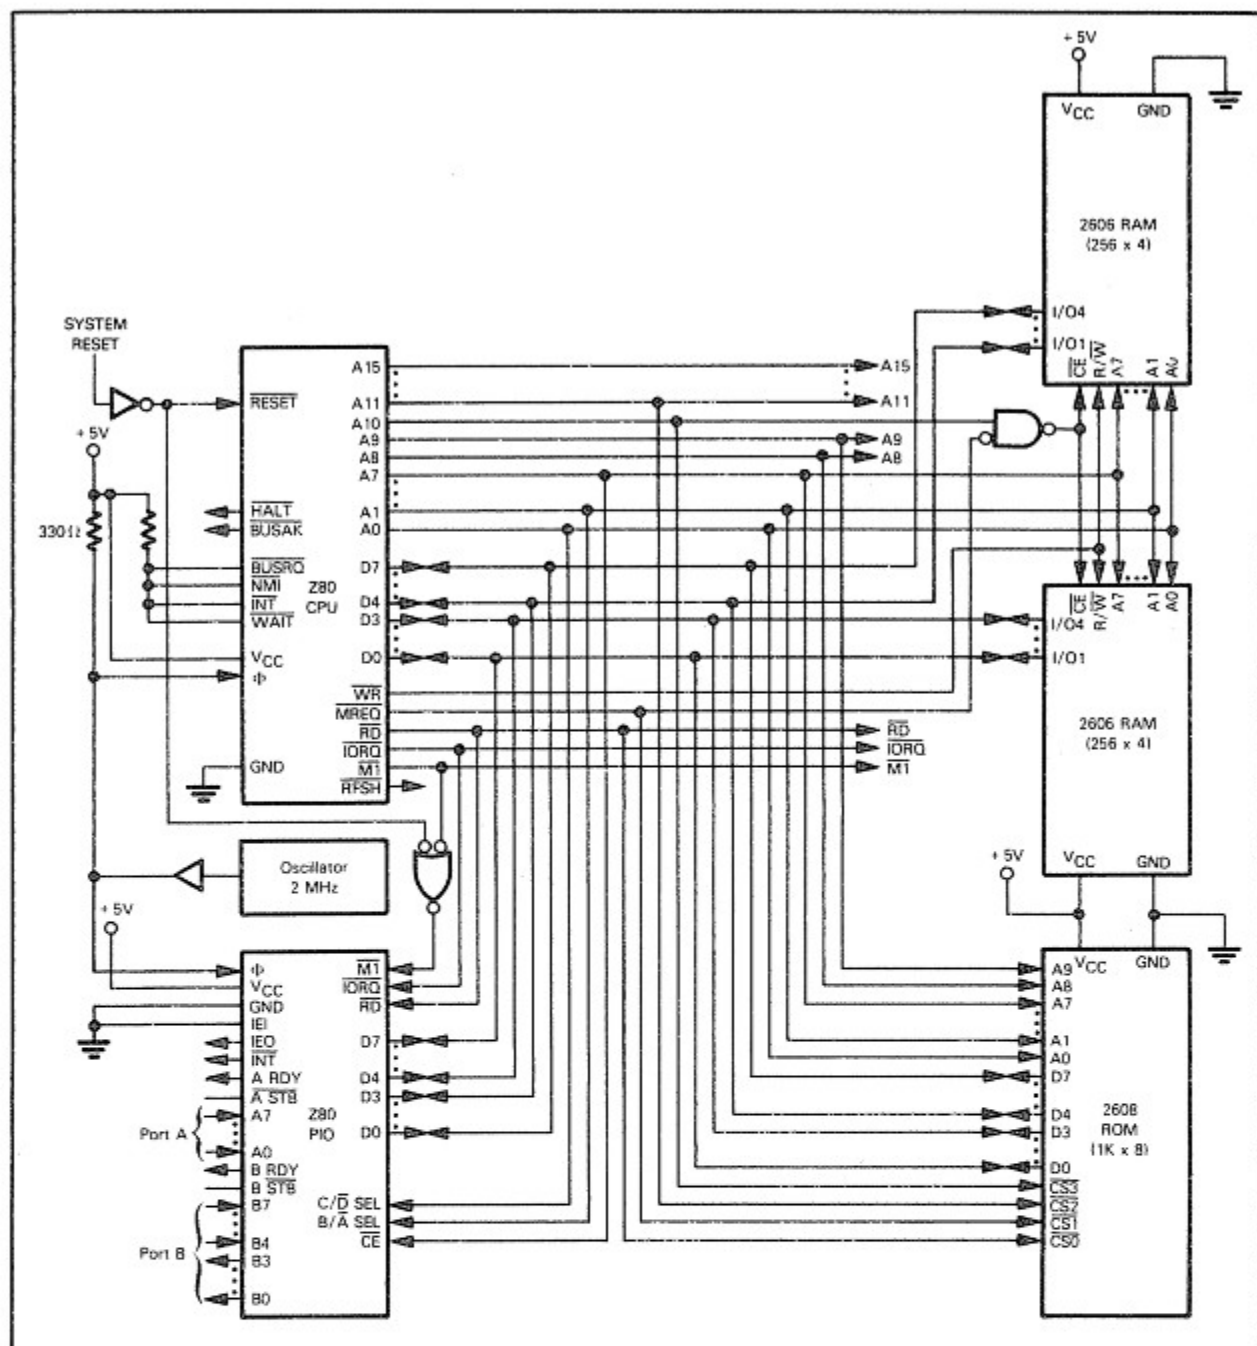 + 5V
VCC
GND
2606 RAM
(256 x 4)
I/O4
I/O1
CE
R/W
A7
A1
A0
SYSTEM
RESET
RESET
+ 5V
330Ω
HALT
BUSAK
BUSRQ
NMI
INT
WAIT
VCC
Φ
GND
Z80
CPU
A15
A11
A10
A9
A8
A7
A1
A0
D7
D4
D3
D0
WR
MREQ
RD
IORQ
M1
RFSH
A15
A11
A9
A8
RD
IORQ
M1
CE
R/W
A7
A1
A0
I/O4
I/O1
2606 RAM
(256 x 4)
VCC
GND
+ 5V
Oscillator
2 MHz
+ 5V
Φ
VCC
GND
IEI
IEO
INT
A RDY
A STB
A7
A0
B RDY
B STB
B7
B4
B3
B0
Port A
Port B
Z80
PIO
M1
IORQ
RD
D7
D4
D3
D0
C/D SEL
B/A SEL
CE
VCC
GND
A9
A8
A7
A1
A0
D7
D4
D3
D0
CS3
CS2
CS1
CS0
2608
ROM
(1K x 8)